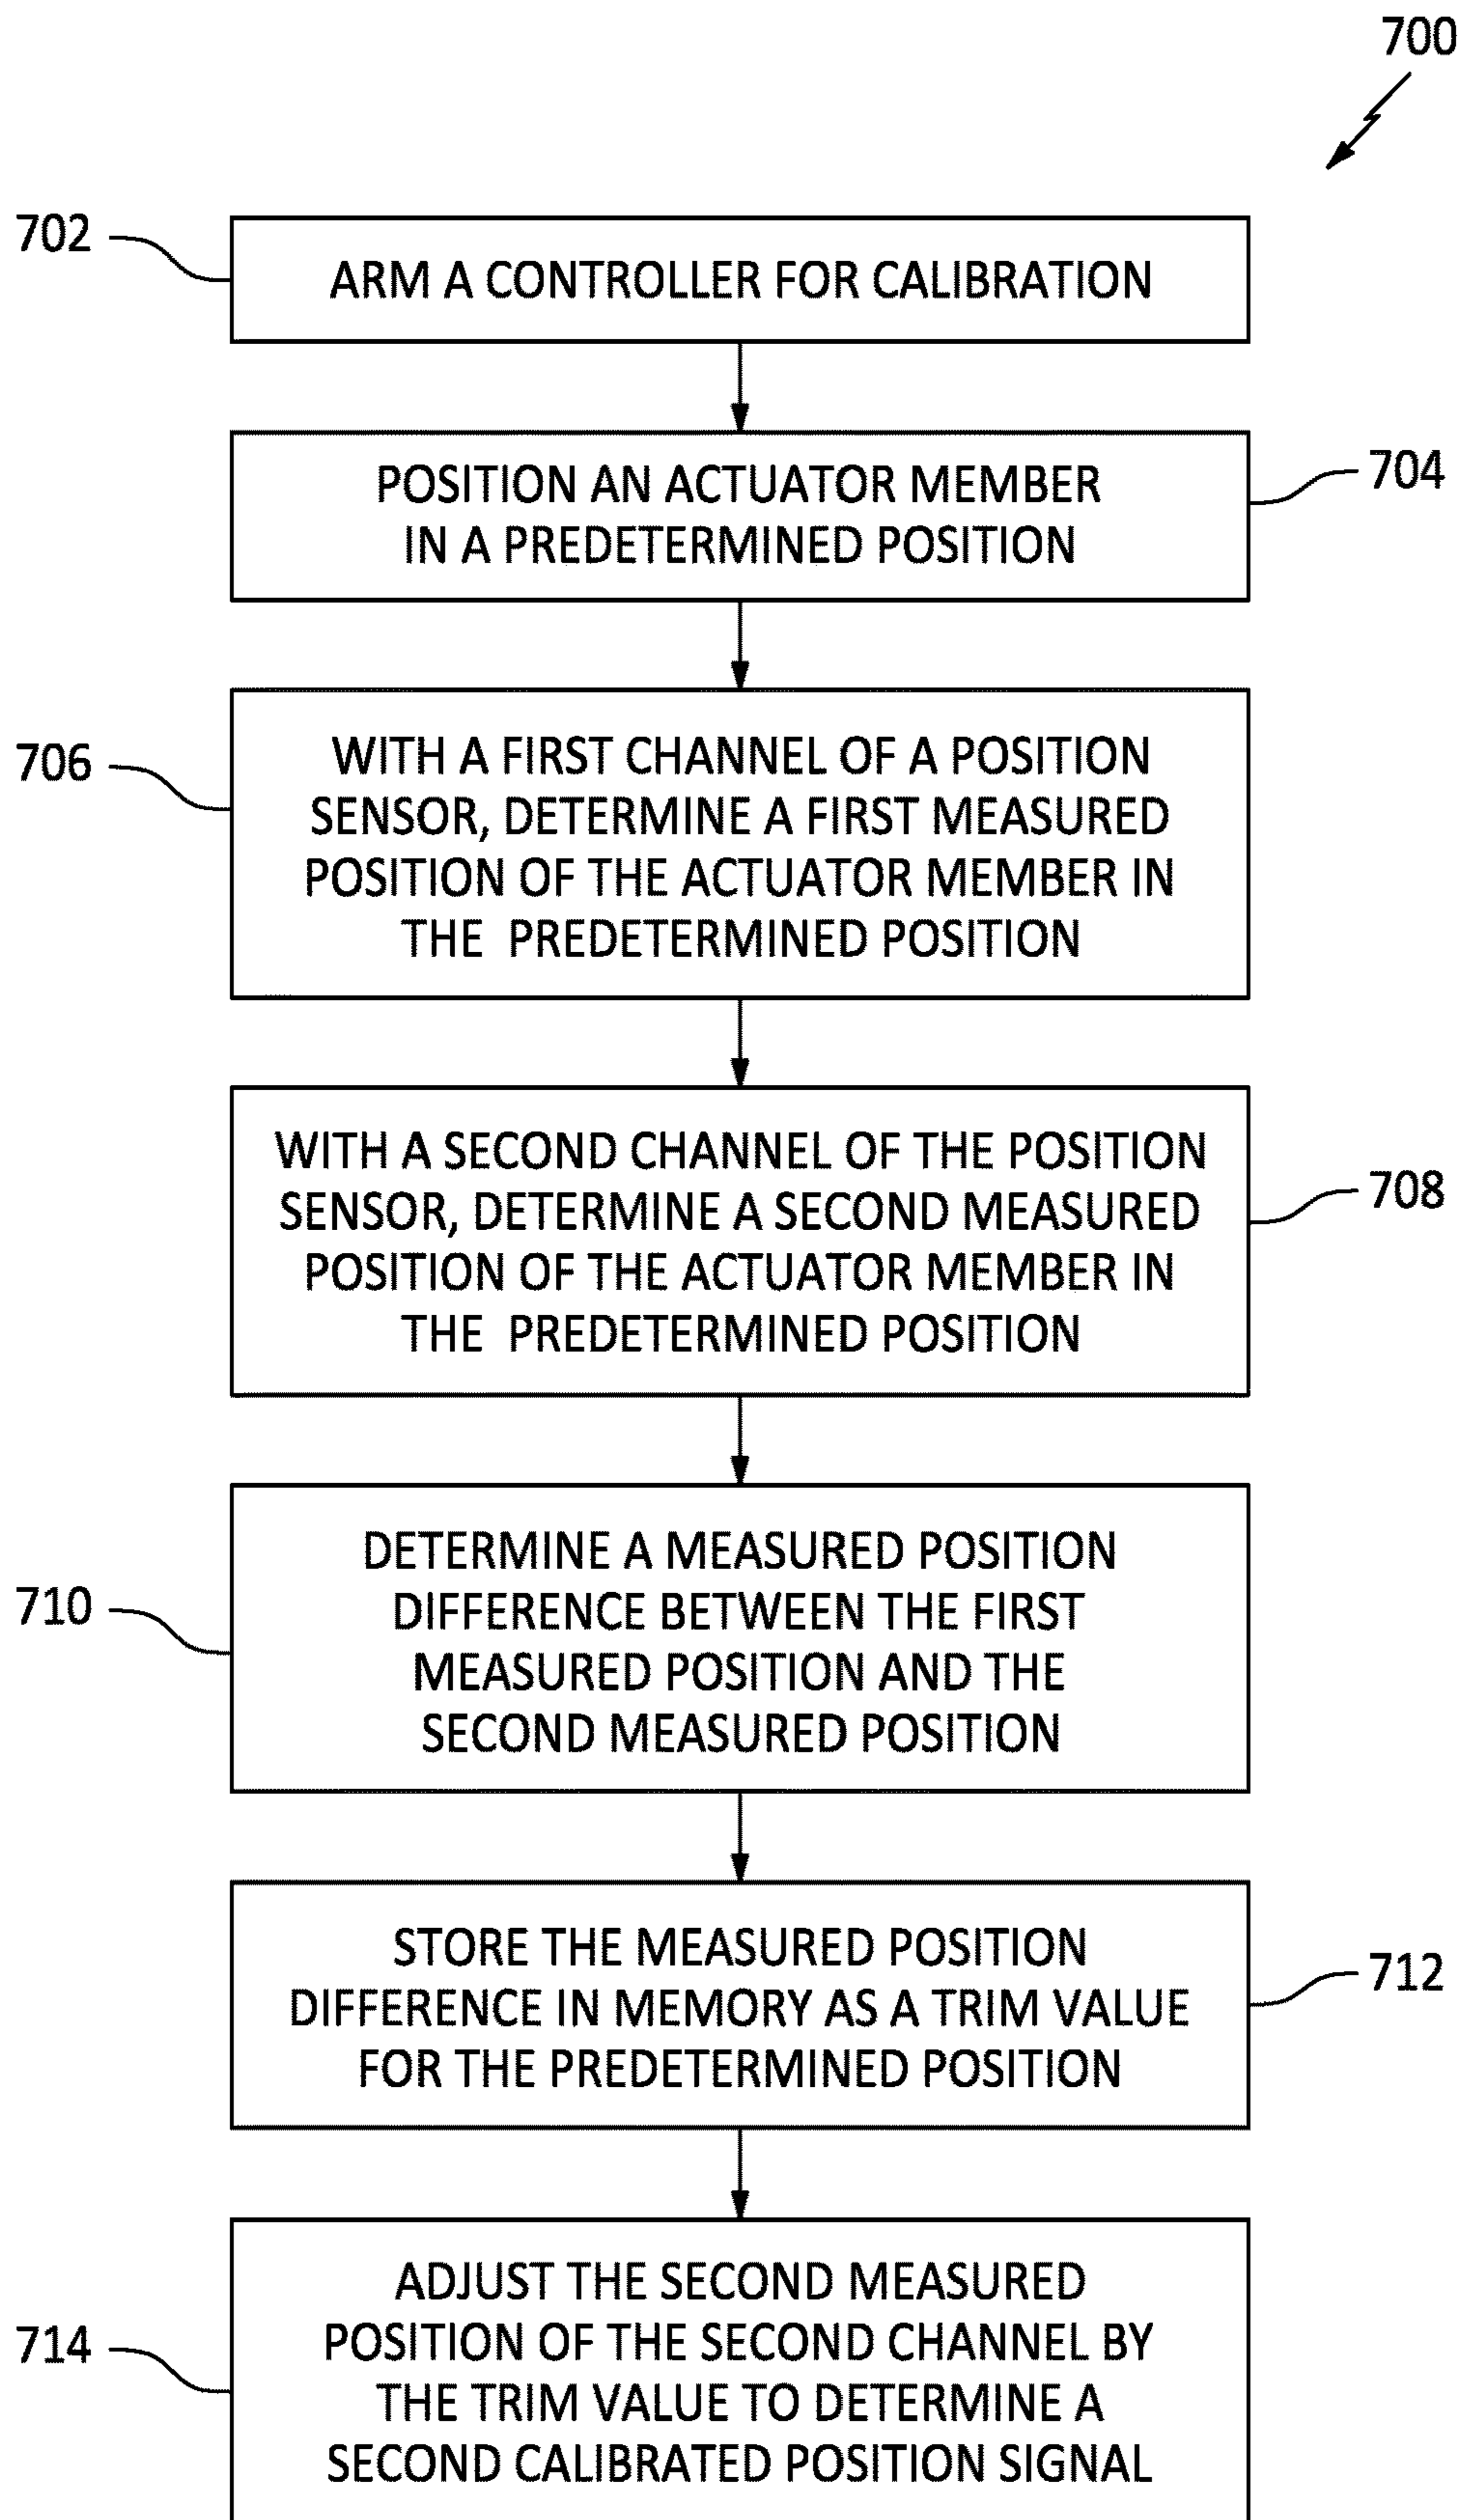 700
702
ARM A CONTROLLER FOR CALIBRATION
POSITION AN ACTUATOR MEMBER
IN A PREDETERMINED POSITION
704
706
WITH A FIRST CHANNEL OF A POSITION
SENSOR, DETERMINE A FIRST MEASURED
POSITION OF THE ACTUATOR MEMBER IN
THE PREDETERMINED POSITION
WITH A SECOND CHANNEL OF THE POSITION
SENSOR, DETERMINE A SECOND MEASURED
POSITION OF THE ACTUATOR MEMBER IN
THE PREDETERMINED POSITION
708
710
DETERMINE A MEASURED POSITION
DIFFERENCE BETWEEN THE FIRST
MEASURED POSITION AND THE
SECOND MEASURED POSITION
STORE THE MEASURED POSITION
DIFFERENCE IN MEMORY AS A TRIM VALUE
FOR THE PREDETERMINED POSITION
712
714
ADJUST THE SECOND MEASURED
POSITION OF THE SECOND CHANNEL BY
THE TRIM VALUE TO DETERMINE A
SECOND CALIBRATED POSITION SIGNAL